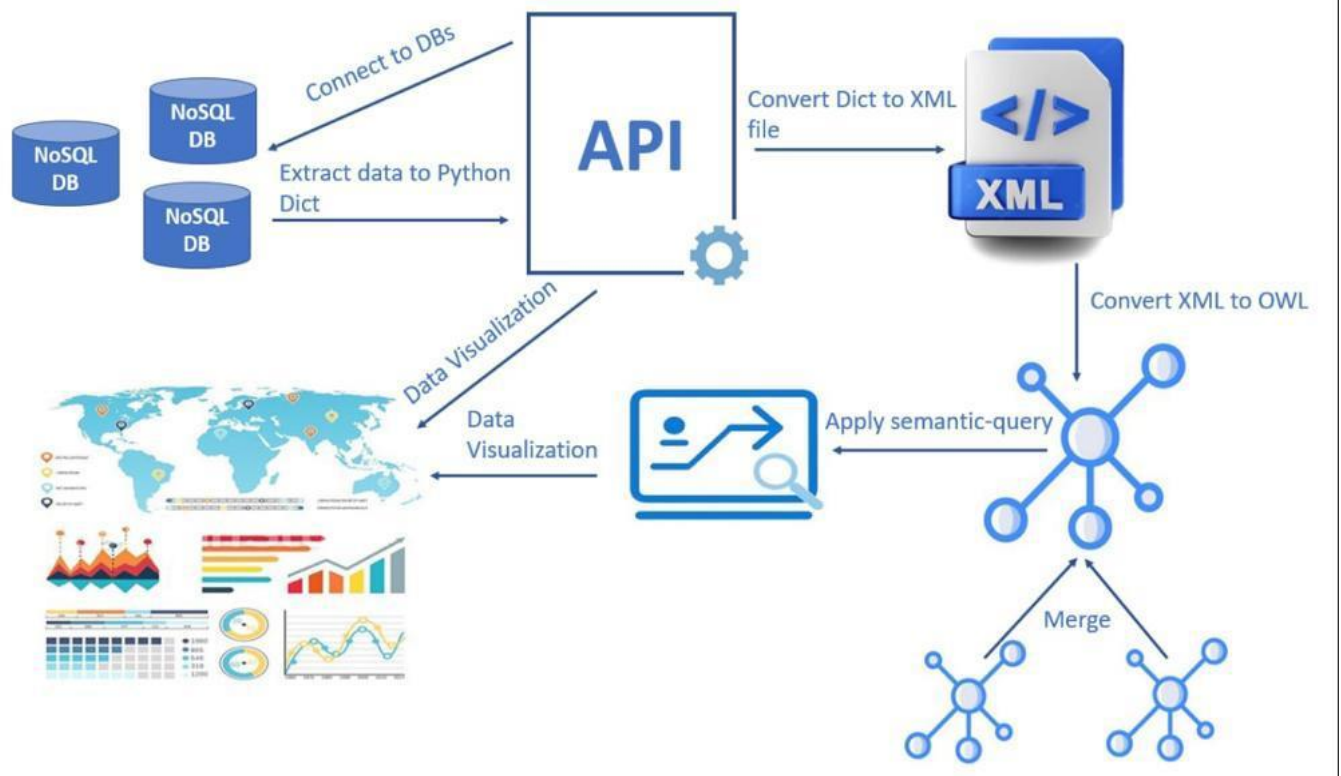 Connect to DBs
NoSQL
DB
NoSQL
DB
NoSQL
DB
Extract data to Python
Dict
API
Convert Dict to XML
file
</>
XML
Convert XML to OWL
Data Visualization
Data
Visualization
Apply semantic-query
Merge